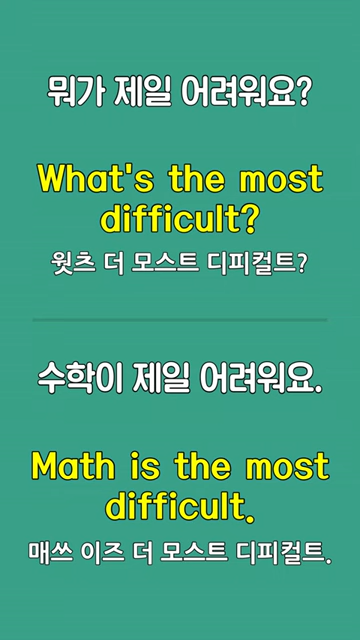 뭐가 제일 어려워요?
What's the most
difficult?
웟츠 더 모스트 디피컬트?
수학이 제일 어려워요.
Math is the most
difficult.
매쓰 이즈 더 모스트 디피컬트.